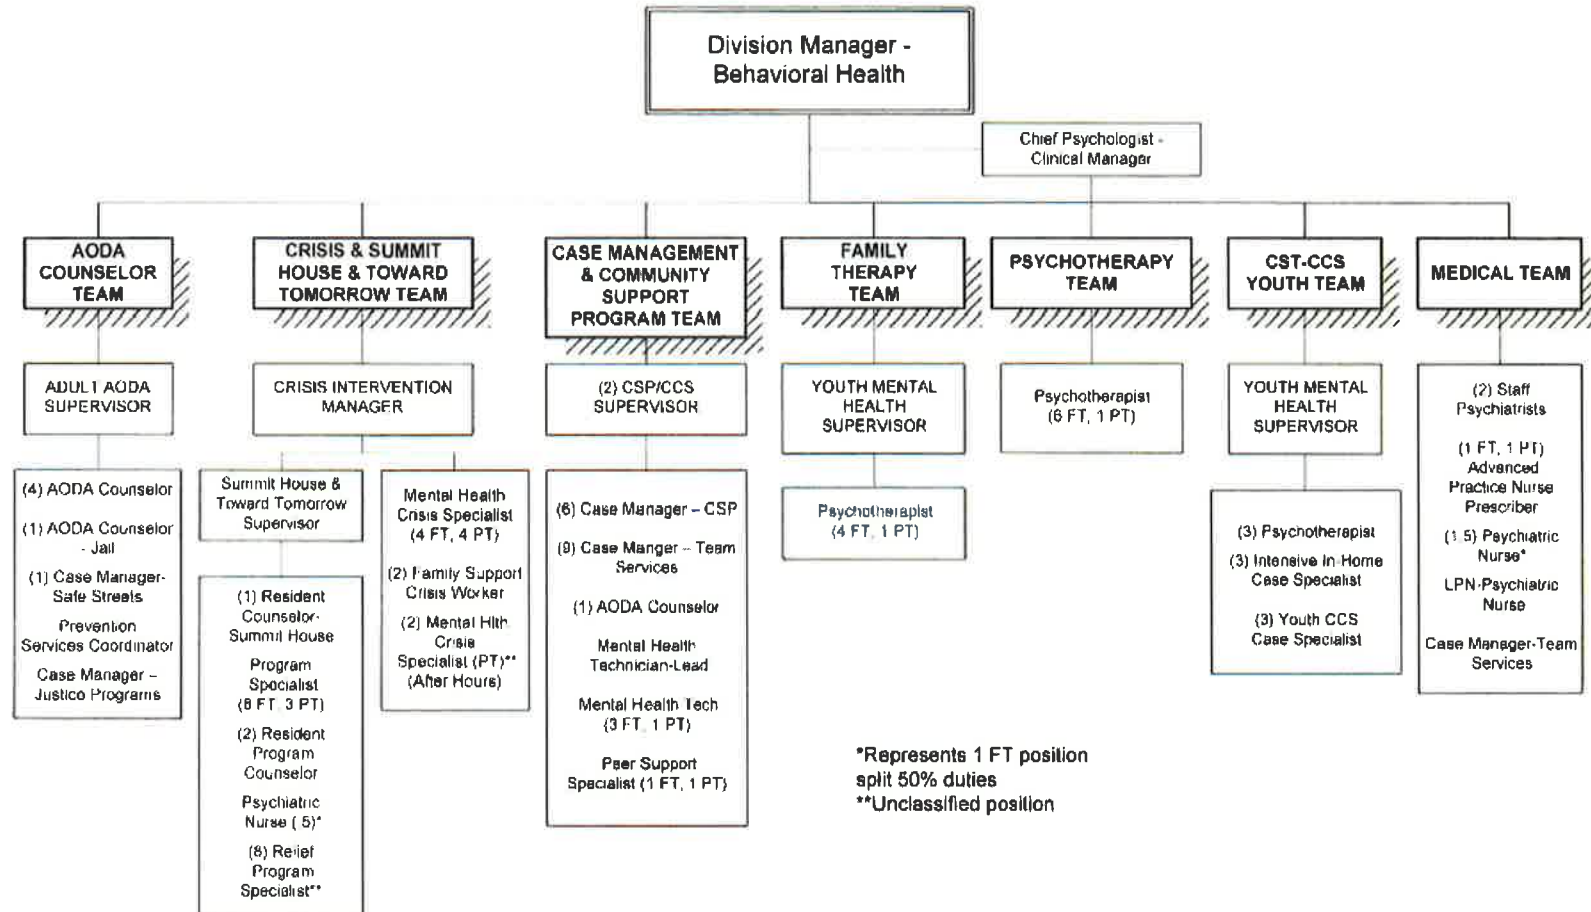 Division Manager -
Behavioral Health
Chief Psychologist -
Clinical Manager
AODA
COUNSELOR
TEAM
CRISIS & SUMMIT
HOUSE & TOWARD
TOMORROW TEAM
CASE MANAGEMENT
& COMMUNITY
SUPPORT
PROGRAM TEAM
FAMILY
THERAPY
TEAM
PSYCHOTHERAPY
TEAM
CST-CCS
YOUTH TEAM
MEDICAL TEAM
ADULT AODA
SUPERVISOR
CRISIS INTERVENTION
MANAGER
(2) CSP/CCS
SUPERVISOR
YOUTH MENTAL
HEALTH
SUPERVISOR
Psychotherapist
(6 FT, 1 PT)
YOUTH MENTAL
HEALTH
SUPERVISOR
(2) Staff
Psychiatrists
(1 FT, 1 PT)
Advanced
Practice Nurse
Prescriber
(1.5) Psychiatric
Nurse*
LPN-Psychiatric
Nurse
Case Manager-Team
Services
(4) AODA Counselor
(1) AODA Counselor
- Jail
(1) Case Manager-
Safe Streets
Prevention
Services Coordinator
Case Manager –
Justice Programs
Summit House &
Toward Tomorrow
Supervisor
(1) Resident
Counselor-
Summit House
Program
Specialist
(8 FT, 3 PT)
(2) Resident
Program
Counselor
Psychiatric
Nurse (.5)*
(8) Relief
Program
Specialist**
Mental Health
Crisis Specialist
(4 FT, 4 PT)
(2) Family Support
Crisis Worker
(2) Mental Hlth
Crisis
Specialist (PT)**
(After Hours)
(6) Case Manager – CSP
(9) Case Manger – Team
Services
(1) AODA Counselor
Mental Health
Technician-Lead
Mental Health Tech
(3 FT, 1 PT)
Peer Support
Specialist (1 FT, 1 PT)
Psychotherapist
(4 FT, 1 PT)
(3) Psychotherapist
(3) Intensive In-Home
Case Specialist
(3) Youth CCS
Case Specialist
*Represents 1 FT position
split 50% duties
**Unclassified position